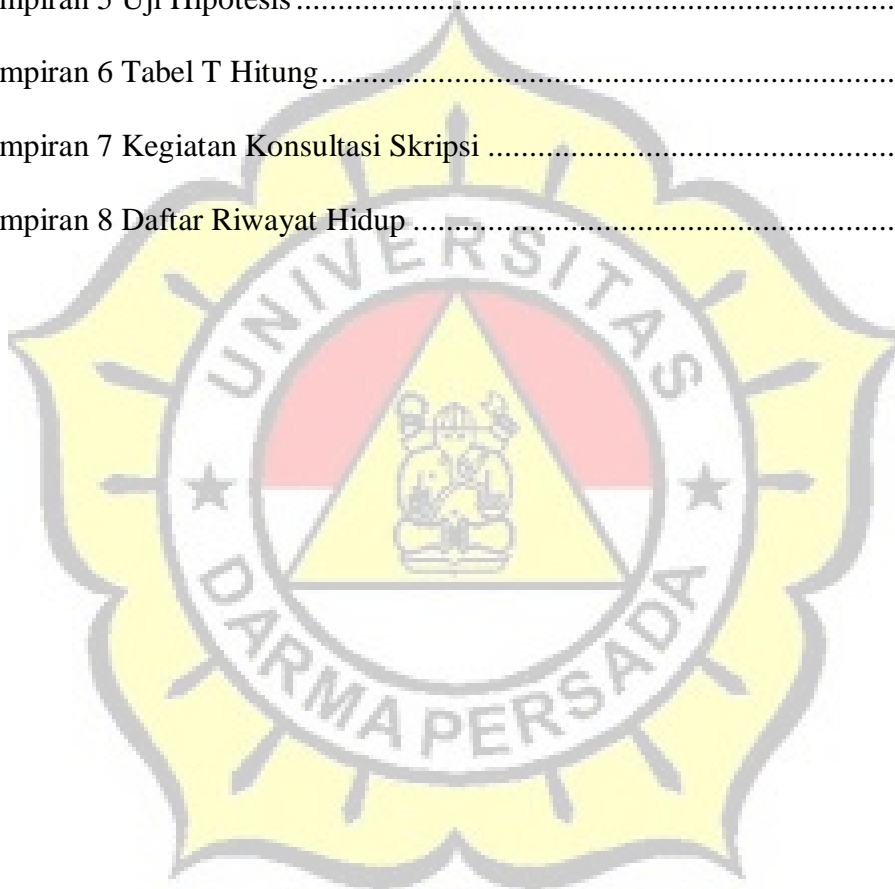 mpiran 5 Uji Hipotesis
mpiran 6 Tabel T Hitung
mpiran 7 Kegiatan Konsultasi Skripsi
mpiran 8 Daftar Riwayat Hidup
UNIVERSITAS
DARMA PERSADA